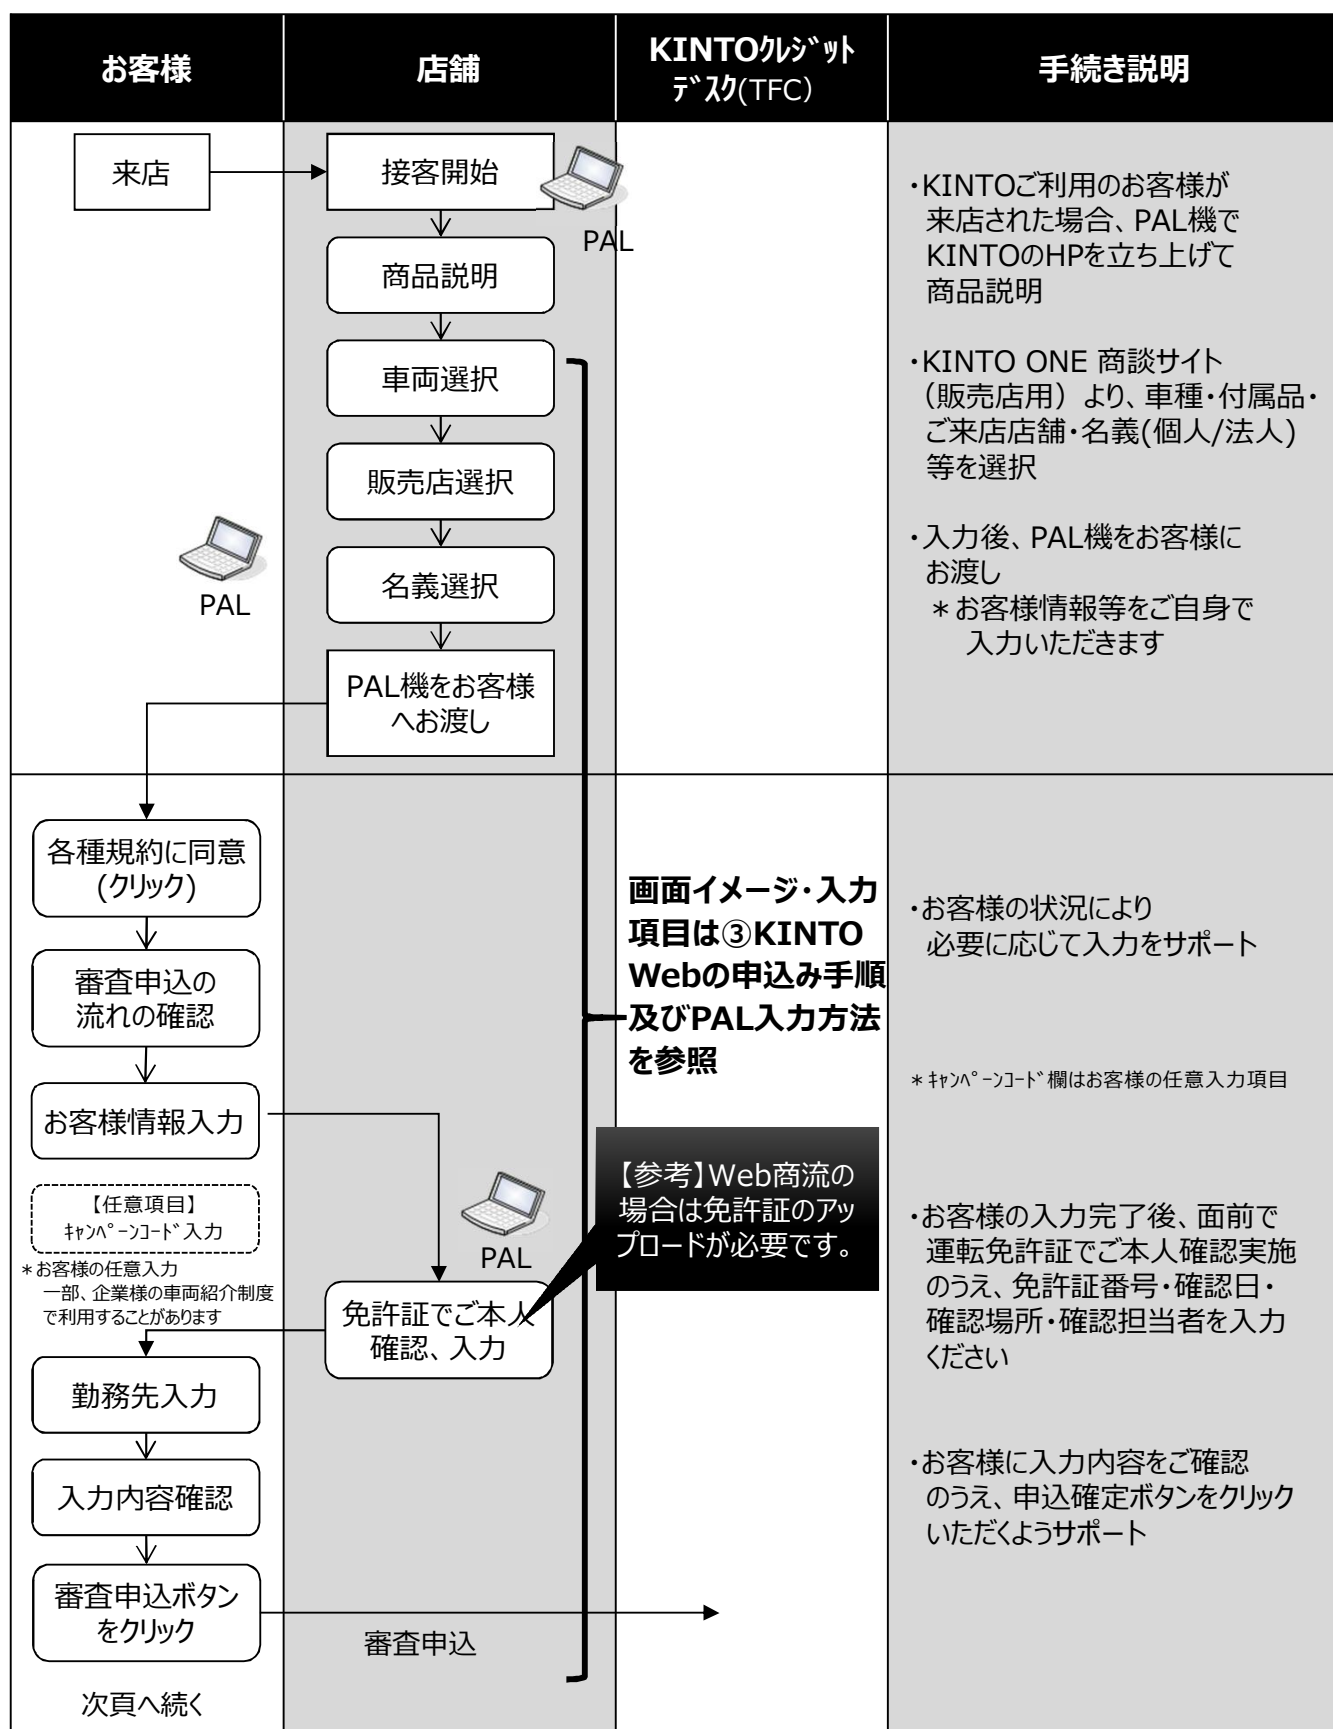 お客様
店舗
KINTOｸﾚｼﾞｯﾄ
ﾃﾞｽｸ(TFC）
手続き説明
来店
接客開始
PAL
商品説明
車両選択
販売店選択
名義選択
PAL
PAL機をお客様
へお渡し
・KINTOご利用のお客様が
来店された場合、PAL機で
KINTOのHPを立ち上げて
商品説明
・KINTO ONE 商談サイト
（販売店用）より、車種・付属品・
ご来店店舗・名義(個人/法人)
等を選択
・入力後、PAL機をお客様に
お渡し
＊お客様情報等をご自身で
入力いただきます
各種規約に同意
(クリック)
審査申込の
流れの確認
お客様情報入力
【任意項目】
ｷｬﾝﾍﾟｰﾝｺｰﾄﾞ入力
＊お客様の任意入力
一部、企業様の車両紹介制度
で利用することがあります
PAL
免許証でご本人
確認、入力
勤務先入力
入力内容確認
審査申込ボタン
をクリック
審査申込
次頁へ続く
画面イメージ・入力
項目は③KINTO
Webの申込み手順
及びPAL入力方法
を参照
【参考】Web商流の
場合は免許証のアッ
プロードが必要です。
・お客様の状況により
必要に応じて入力をサポート
＊ｷｬﾝﾍﾟｰﾝｺｰﾄﾞ欄はお客様の任意入力項目
・お客様の入力完了後、面前で
運転免許証でご本人確認実施
のうえ、免許証番号・確認日・
確認場所・確認担当者を入力
ください
・お客様に入力内容をご確認
のうえ、申込確定ボタンをクリック
いただくようサポート